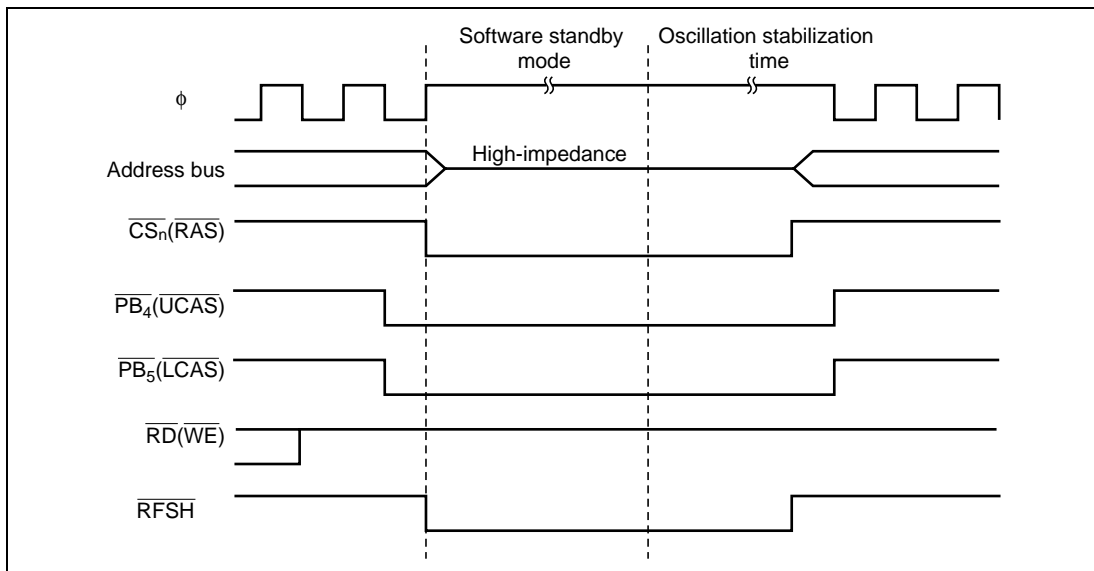 Software standby
mode
Oscillation stabilization
time
ϕ
Address bus
High-impedance
CSn(RAS)
PB4(UCAS)
PB5(LCAS)
RD(WE)
RFSH